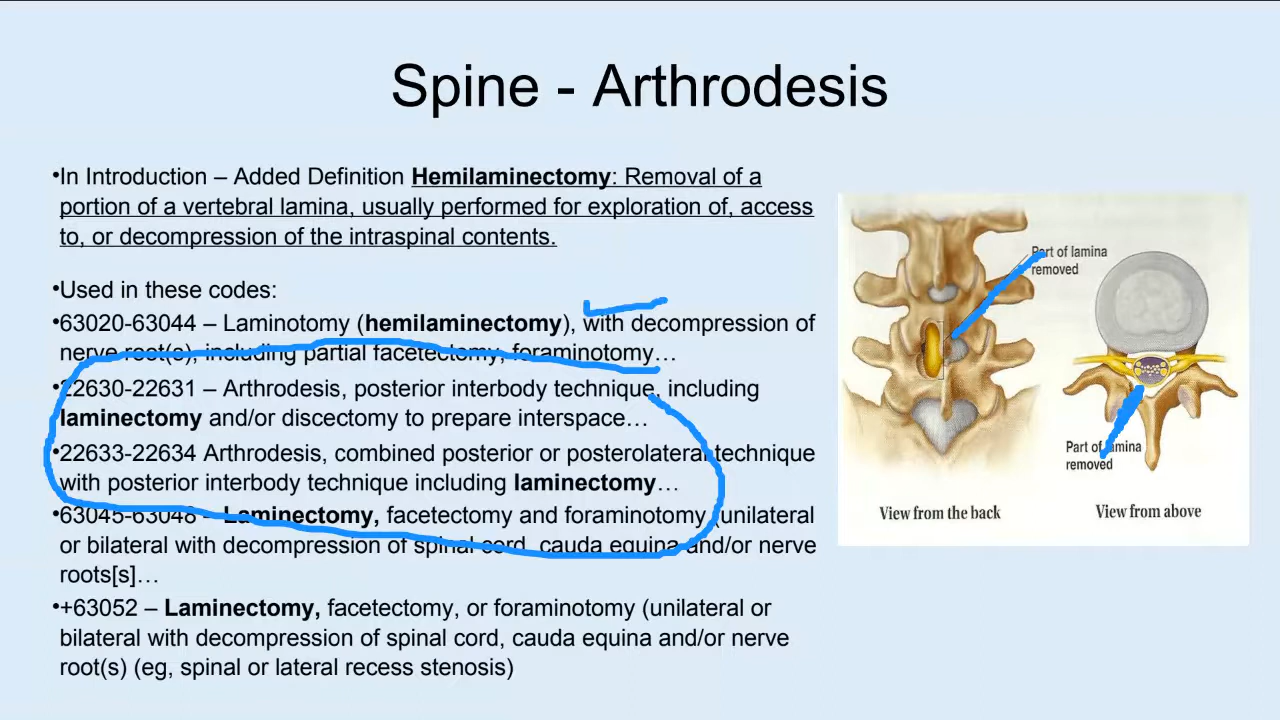 Spine - Arthrodesis
•In Introduction – Added Definition Hemilaminectomy: Removal of a
portion of a vertebral lamina, usually performed for exploration of, access
to, or decompression of the intraspinal contents.
•Used in these codes:
•63020-63044 – Laminotomy (hemilaminectomy), with decompression of
nerve root(s), including partial facetectomy, foraminotomy…
•22630-22631 – Arthrodesis, posterior interbody technique, including
laminectomy and/or discectomy to prepare interspace…
•22633-22634 Arthrodesis, combined posterior or posterolateral technique
with posterior interbody technique including laminectomy…
•63045-63048 – Laminectomy, facetectomy and foraminotomy (unilateral
or bilateral with decompression of spinal cord, cauda equina and/or nerve
roots[s]…
•+63052 – Laminectomy, facetectomy, or foraminotomy (unilateral or
bilateral with decompression of spinal cord, cauda equina and/or nerve
root(s) (eg, spinal or lateral recess stenosis)
Part of lamina
removed
Part of lamina
removed
View from the back
View from above